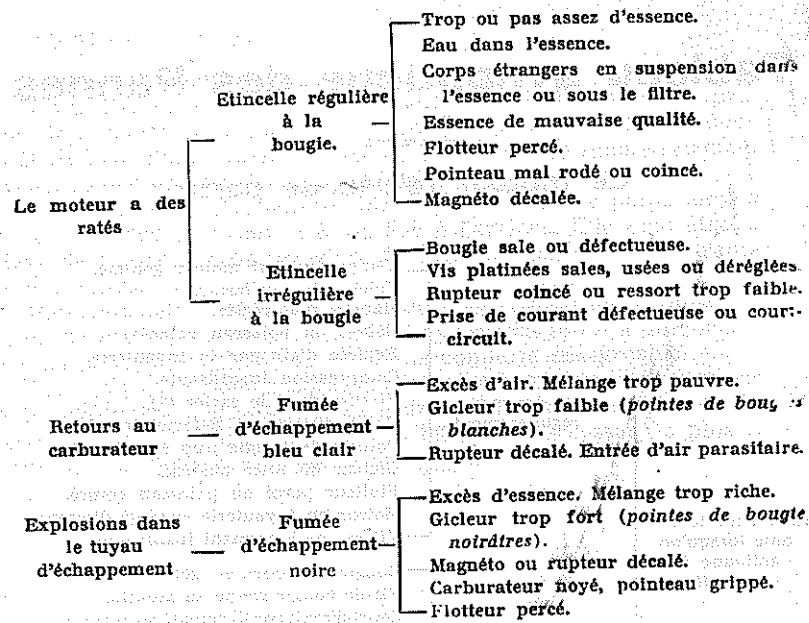 Le moteur a des
ratés
Etincelle régulière
à la
bougie.
Trop ou pas assez d'essence.
Eau dans l'essence.
Corps étrangers en suspension dans
l'essence ou sous le filtre.
Essence de mauvaise qualité.
Flotteur percé.
Pointeau mal rodé ou coincé.
Magnéto décalée.
Etincelle
irrégulière
à la bougie
Bougie sale ou défectueuse.
Vis platinées sales, usées ou déréglées.
Rupteur coincé ou ressort trop faible.
Prise de courant défectueuse ou court-
circuit.
Retours au
carburateur
Fumée
d'échappement
bleu clair
Excès d'air. Mélange trop pauvre.
Gicleur trop faible (pointes de bougies
blanches).
Rupteur décalé. Entrée d'air parasitaire.
Explosions dans
le tuyau
d'échappement
Fumée
d'échappement
noire
Excès d'essence. Mélange trop riche.
Gicleur trop fort (pointes de bougie
noirâtres).
Magnéto ou rupteur décalé.
Carburateur noyé, pointeau grippé.
Flotteur percé.